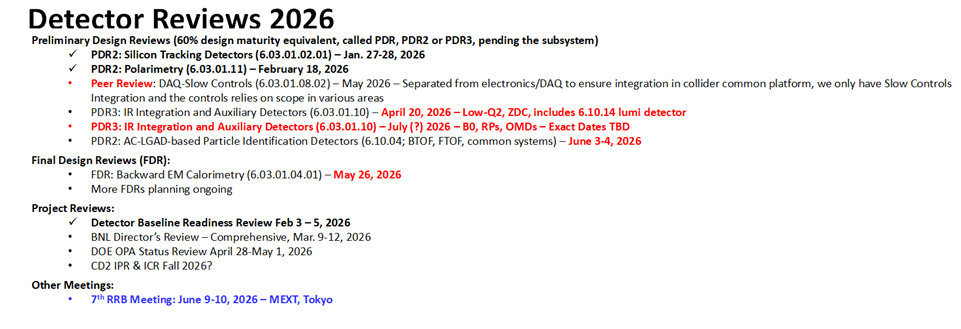 Detector Reviews 2026
Preliminary Design Reviews (60% design maturity equivalent, called PDR, PDR2 or PDR3, pending the subsystem)
✓ PDR2: Silicon Tracking Detectors (6.03.01.02.01) – Jan. 27-28, 2026
✓ PDR2: Polarimetry (6.03.01.11) – February 18, 2026
• Peer Review: DAQ-Slow Controls (6.03.01.08.02) – May 2026 – Separated from electronics/DAQ to ensure integration in collider common platform, we only have Slow Controls
Integration and the controls relies on scope in various areas
• PDR3: IR Integration and Auxiliary Detectors (6.03.01.10) – April 20, 2026 – Low-Q2, ZDC, includes 6.10.14 lumi detector
• PDR3: IR Integration and Auxiliary Detectors (6.03.01.10) – July (?) 2026 – B0, RPs, OMDs – Exact Dates TBD
• PDR2: AC-LGAD-based Particle Identification Detectors (6.10.04; BTOF, FTOF, common systems) – June 3-4, 2026
Final Design Reviews (FDR):
• FDR: Backward EM Calorimetry (6.03.01.04.01) – May 26, 2026
• More FDRs planning ongoing
Project Reviews:
✓ Detector Baseline Readiness Review Feb 3 – 5, 2026
• BNL Director's Review – Comprehensive, Mar. 9-12, 2026
• DOE OPA Status Review April 28-May 1, 2026
• CD2 IPR & ICR Fall 2026?
Other Meetings:
• 7th RRB Meeting: June 9-10, 2026 – MEXT, Tokyo